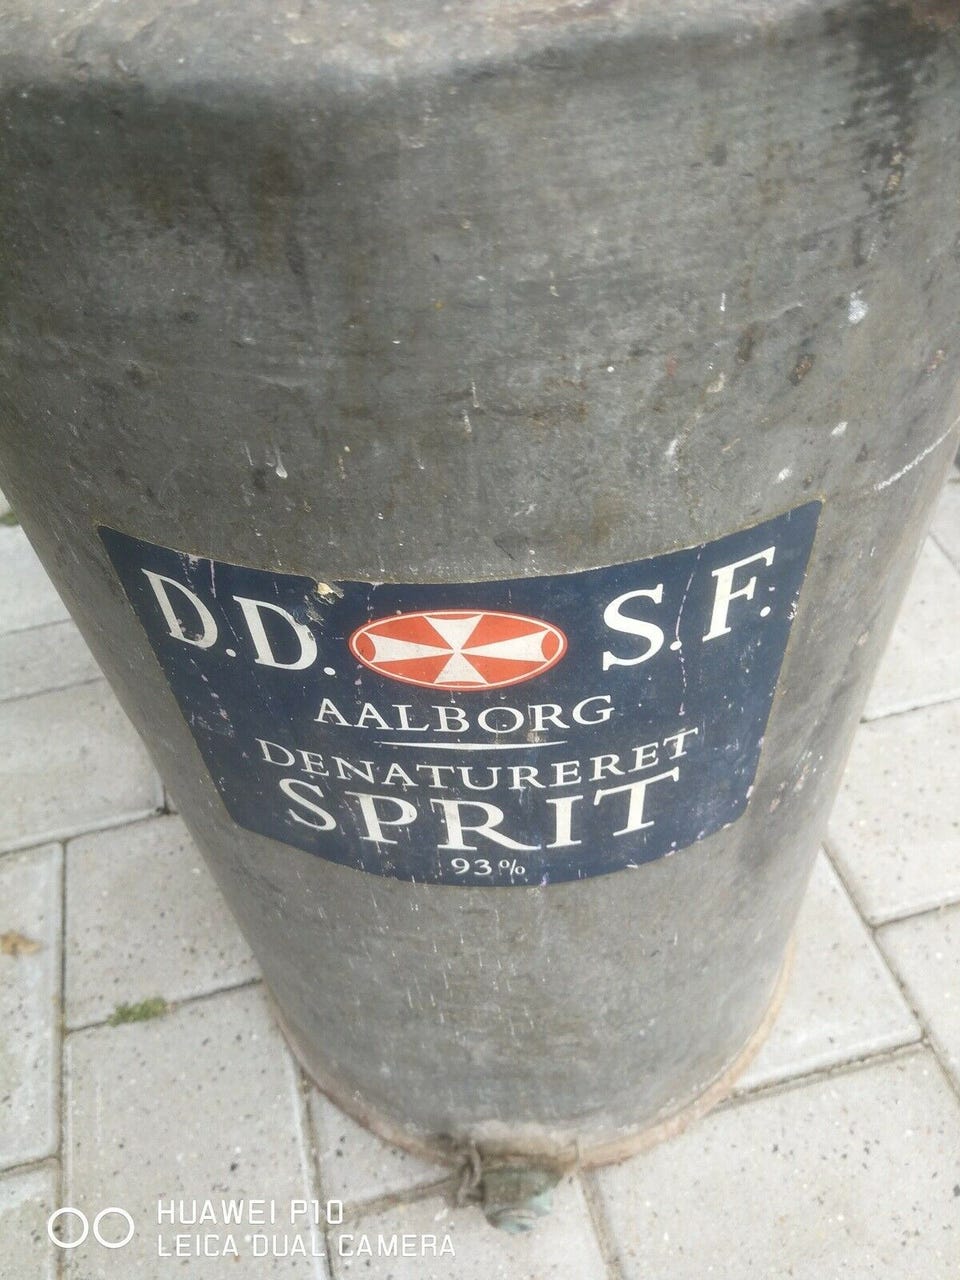 D.D. S.F.
AALBORG
DENATURERET
SPRIT
93%
HUAWEI P10
LEICA DUAL CAMERA